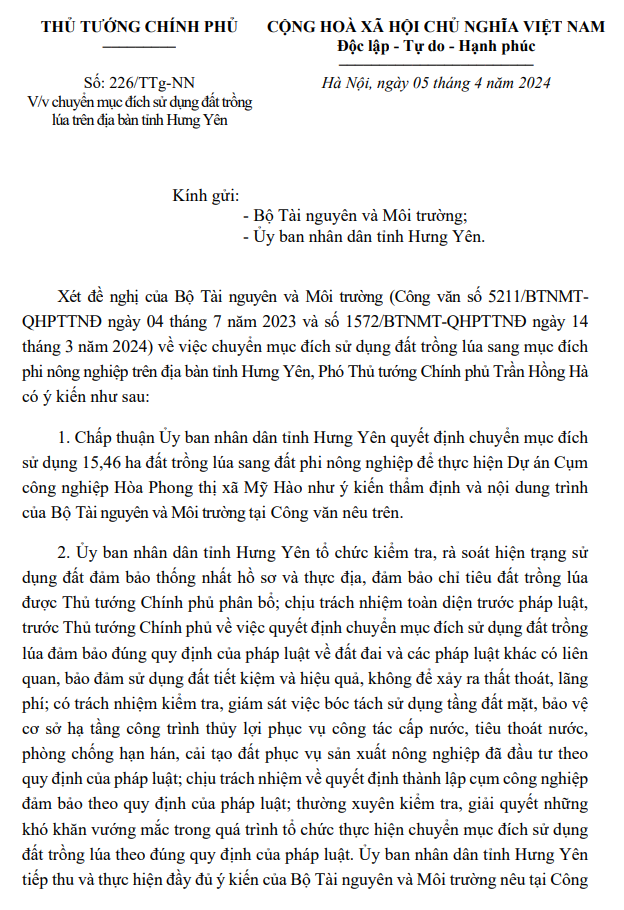 THỦ TƯỚNG CHÍNH PHỦ
CỘNG HOÀ XÃ HỘI CHỦ NGHĨA VIỆT NAM
Độc lập - Tự do - Hạnh phúc
Số: 226/TTg-NN
V/v chuyển mục đích sử dụng đất trồng
lúa trên địa bàn tỉnh Hưng Yên
Hà Nội, ngày 05 tháng 4 năm 2024
Kính gửi:
- Bộ Tài nguyên và Môi trường;
- Ủy ban nhân dân tỉnh Hưng Yên.
Xét đề nghị của Bộ Tài nguyên và Môi trường (Công văn số 5211/BTNMT-
QHPTTNĐ ngày 04 tháng 7 năm 2023 và số 1572/BTNMT-QHPTTNĐ ngày 14
tháng 3 năm 2024) về việc chuyển mục đích sử dụng đất trồng lúa sang mục đích
phi nông nghiệp trên địa bàn tỉnh Hưng Yên, Phó Thủ tướng Chính phủ Trần Hồng Hà
có ý kiến như sau:
1. Chấp thuận Ủy ban nhân dân tỉnh Hưng Yên quyết định chuyển mục đích
sử dụng 15,46 ha đất trồng lúa sang đất phi nông nghiệp để thực hiện Dự án Cụm
công nghiệp Hòa Phong thị xã Mỹ Hào như ý kiến thẩm định và nội dung trình
của Bộ Tài nguyên và Môi trường tại Công văn nêu trên.
2. Ủy ban nhân dân tỉnh Hưng Yên tổ chức kiểm tra, rà soát hiện trạng sử
dụng đất đảm bảo thống nhất hồ sơ và thực địa, đảm bảo chỉ tiêu đất trồng lúa
được Thủ tướng Chính phủ phân bổ; chịu trách nhiệm toàn diện trước pháp luật,
trước Thủ tướng Chính phủ về việc quyết định chuyển mục đích sử dụng đất trồng
lúa đảm bảo đúng quy định của pháp luật về đất đai và các pháp luật khác có liên
quan, bảo đảm sử dụng đất tiết kiệm và hiệu quả, không để xảy ra thất thoát, lãng
phí; có trách nhiệm kiểm tra, giám sát việc bóc tách sử dụng tầng đất mặt, bảo vệ
cơ sở hạ tầng công trình thủy lợi phục vụ công tác cấp nước, tiêu thoát nước,
phòng chống hạn hán, cải tạo đất phục vụ sản xuất nông nghiệp đã đầu tư theo
quy định của pháp luật; chịu trách nhiệm về quyết định thành lập cụm công nghiệp
đảm bảo theo quy định của pháp luật; thường xuyên kiểm tra, giải quyết những
khó khăn vướng mắc trong quá trình tổ chức thực hiện chuyển mục đích sử dụng
đất trồng lúa theo đúng quy định của pháp luật. Ủy ban nhân dân tỉnh Hưng Yên
tiếp thu và thực hiện đầy đủ ý kiến của Bộ Tài nguyên và Môi trường nêu tại Công